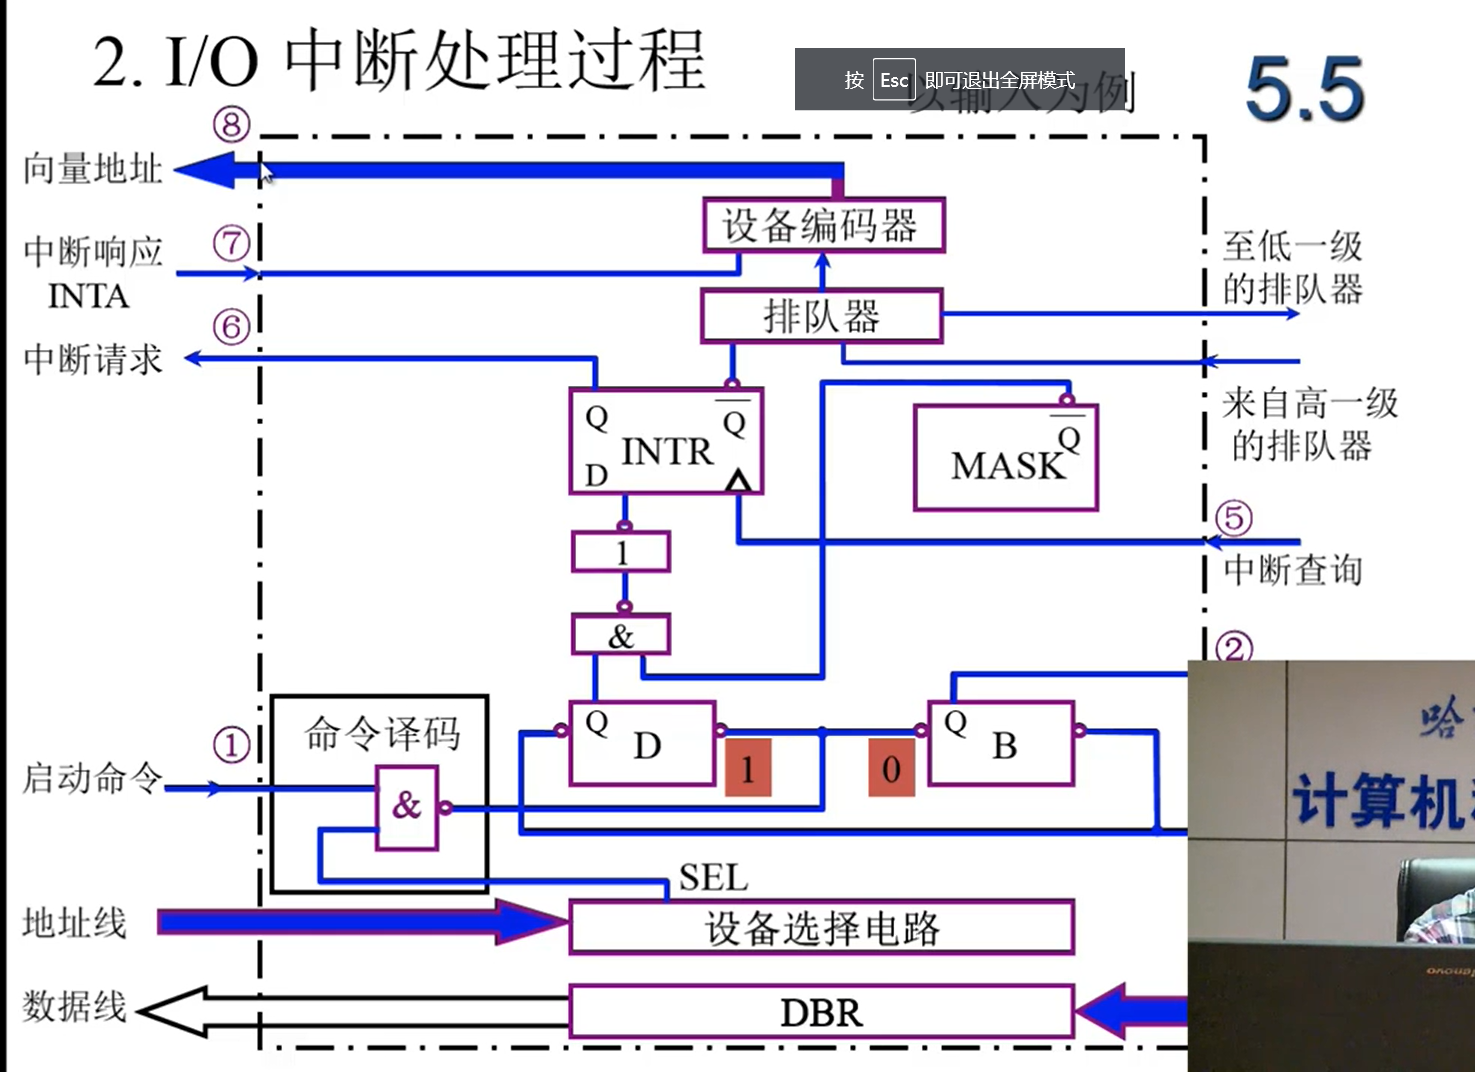 2. I/O 中断处理过程
按 Esc 即可退出全屏模式
以输入为例
5.5
⑧
向量地址
设备编码器
中断响应
INTA
⑦
至低一级
的排队器
排队器
⑥
中断请求
来自高一级
的排队器
Q
Q
D
INTR
MASK
Q
⑤
中断查询
1
&
②
命令译码
①
启动命令
&
Q
D
1
0
Q
B
SEL
地址线
设备选择电路
数据线
DBR
哈
计算机
lenovo